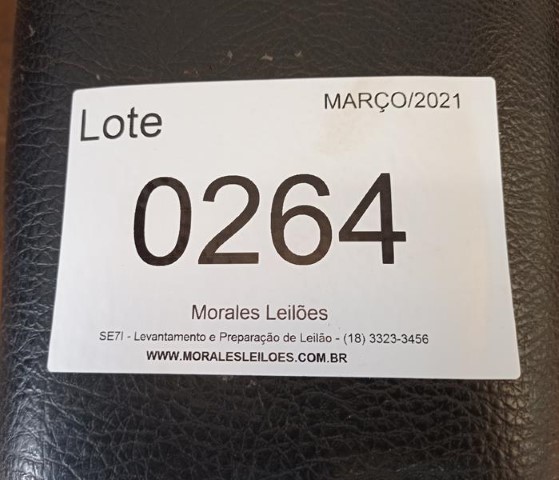 MARÇO/2021
Lote
0264
Morales Leilões
SE7I - Levantamento e Preparação de Leilão - (18) 3323-3456
WWW.MORALESLEILOES.COM.BR